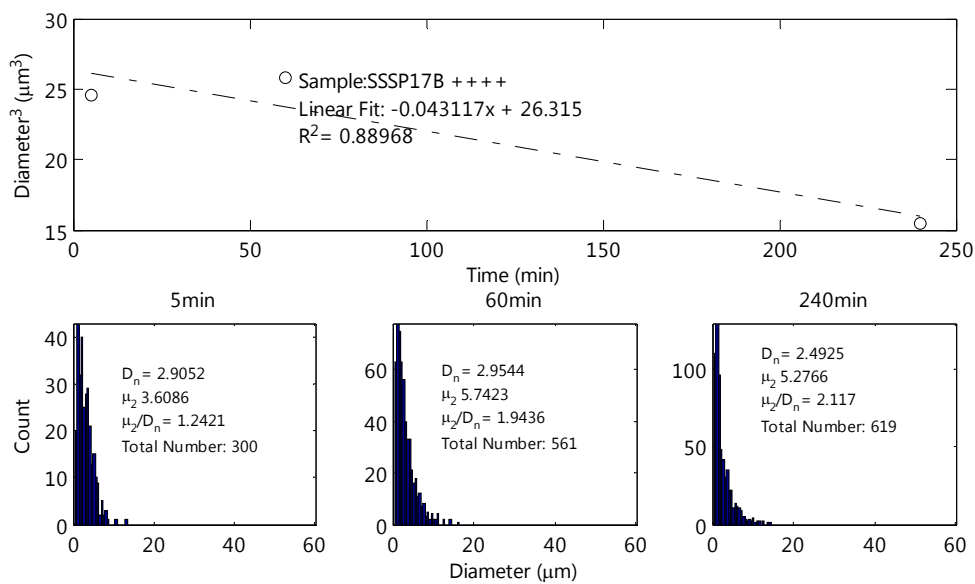 30
25
20
15
Diameter³ (μm³)
Sample:SSSP17B ++++
Linear Fit: -0.043117x + 26.315
R²= 0.88968
0 50 100 150 200 250
Time (min)
5min
40
30
20
10
0
Count
Dₙ= 2.9052
μ₂ 3.6086
μ₂/Dₙ= 1.2421
Total Number: 300
0 20 40 60
60min
60
40
20
0
Dₙ= 2.9544
μ₂ 5.7423
μ₂/Dₙ= 1.9436
Total Number: 561
0 20 40 60
Diameter (μm)
240min
100
50
0
Dₙ= 2.4925
μ₂ 5.2766
μ₂/Dₙ= 2.117
Total Number: 619
0 20 40 60